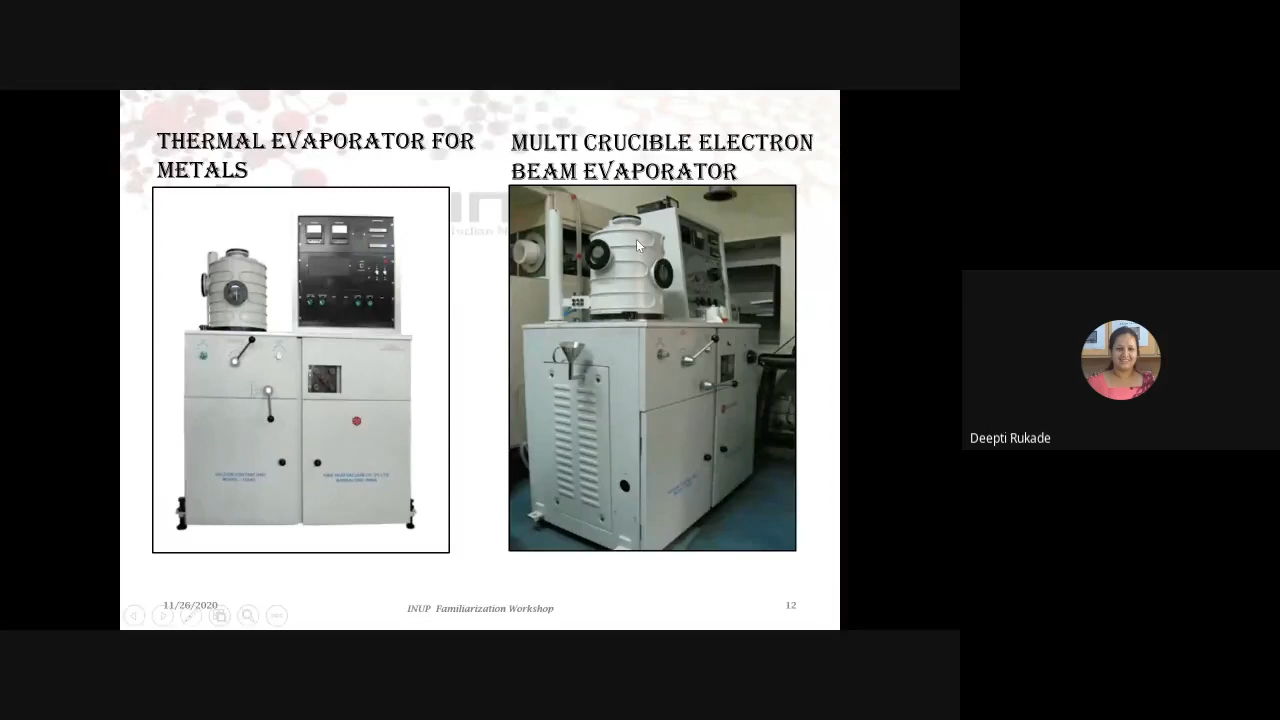 THERMAL EVAPORATOR FOR
METALS
MULTI CRUCIBLE ELECTRON
BEAM EVAPORATOR
11/26/2020
INUP Familiarization Workshop
12
Deepti Rukade